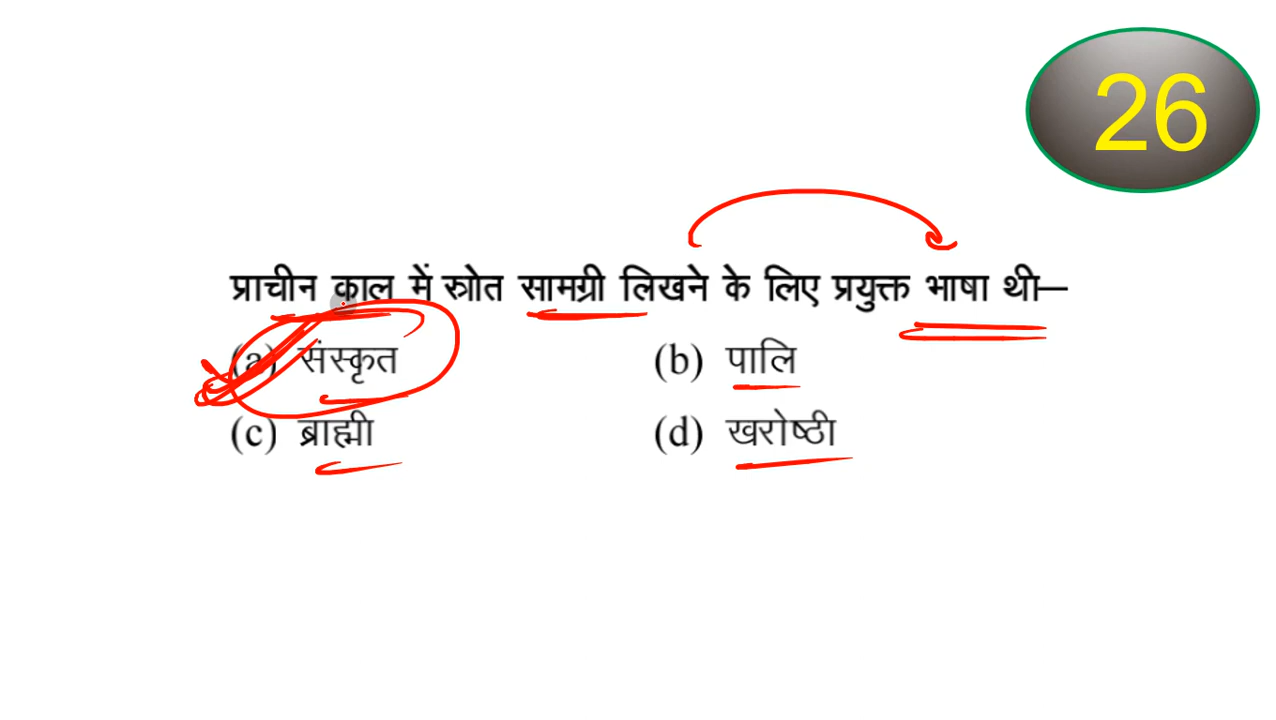 26
प्राचीन काल में स्रोत सामग्री लिखने के लिए प्रयुक्त भाषा थी—
(a) संस्कृत (b) पालि
(c) ब्राह्मी (d) खरोष्ठी